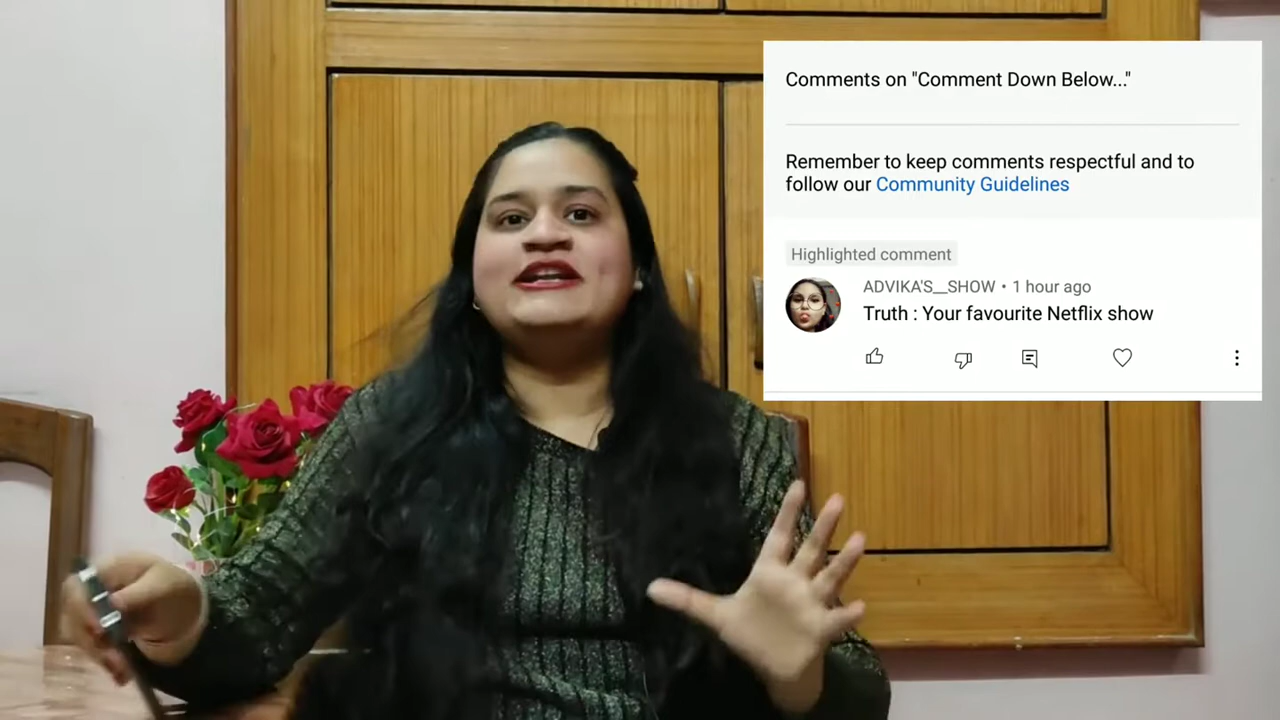 Comments on "Comment Down Below..."
Remember to keep comments respectful and to
follow our Community Guidelines
Highlighted comment
ADVIKA'S__SHOW • 1 hour ago
Truth : Your favourite Netflix show